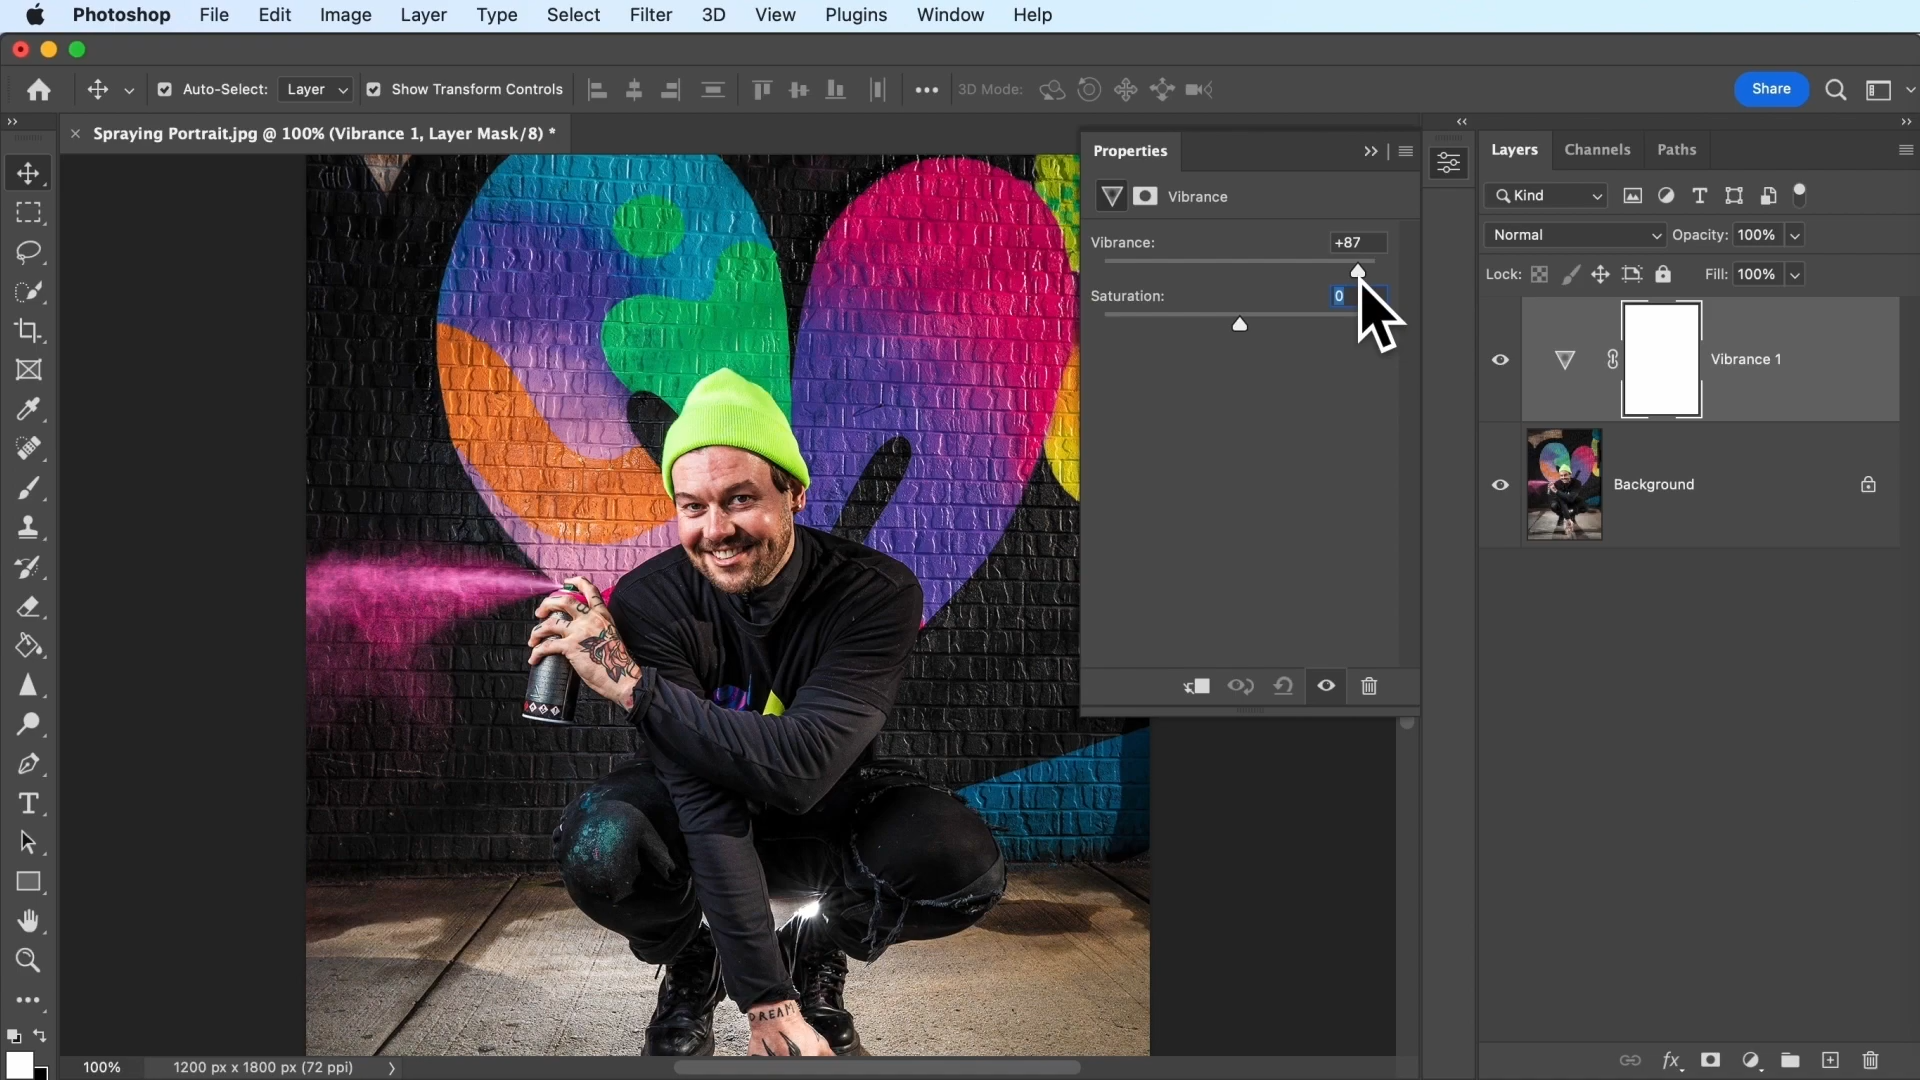 Photoshop File Edit Image Layer Type Select Filter 3D View Plugins Window Help
Auto-Select: Layer Show Transform Controls 3D Mode: Share
Spraying Portrait.jpg @ 100% (Vibrance 1, Layer Mask/8) *
Properties
Vibrance
Vibrance: +87
Saturation: 0
Layers Channels Paths
Kind
Normal Opacity: 100%
Lock: Fill: 100%
Vibrance 1
Background
DREAM
100% 1200 px x 1800 px (72 ppi)